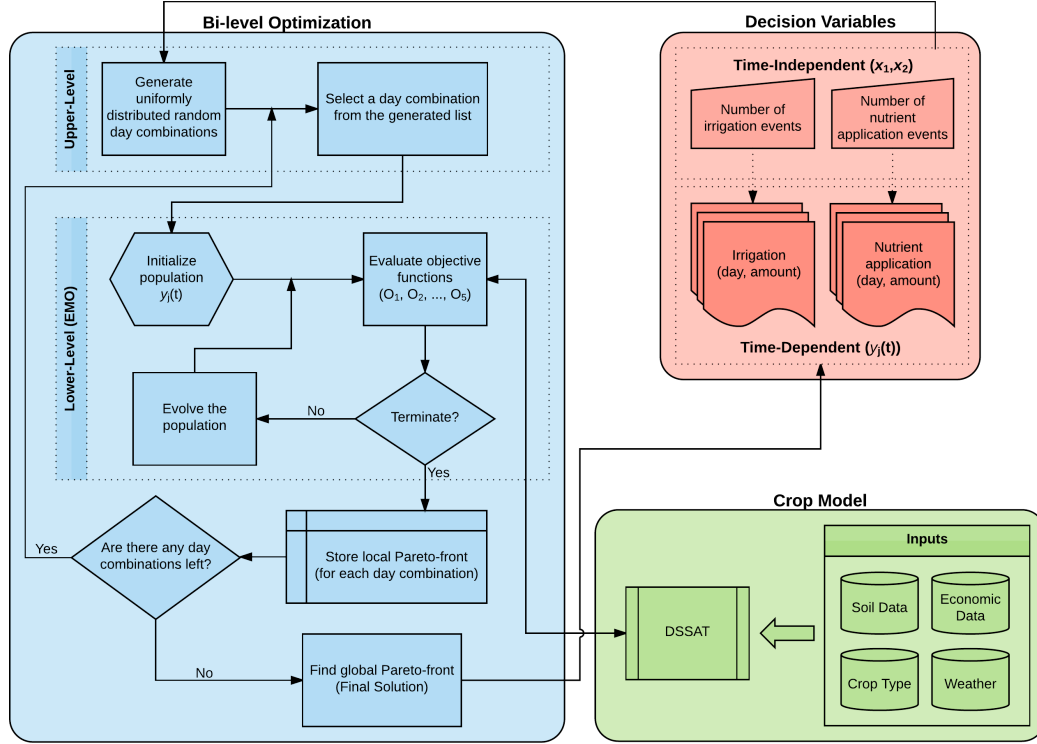 Bi-level Optimization
Upper-Level
Generate
uniformly
distributed random
day combinations
Select a day combination
from the generated list
Lower-Level (EMO)
Initialize
population
yj(t)
Evaluate objective
functions
(O1, O2, ..., O5)
Evolve the
population
No
Terminate?
Yes
Store local Pareto-front
(for each day combination)
Are there any day
combinations left?
Yes
No
Find global Pareto-front
(Final Solution)
Decision Variables
Time-Independent (x1,x2)
Number of
irrigation events
Number of
nutrient
application events
Irrigation
(day, amount)
Nutrient
application
(day, amount)
Time-Dependent (yj(t))
Crop Model
DSSAT
Inputs
Soil Data
Economic
Data
Crop Type
Weather